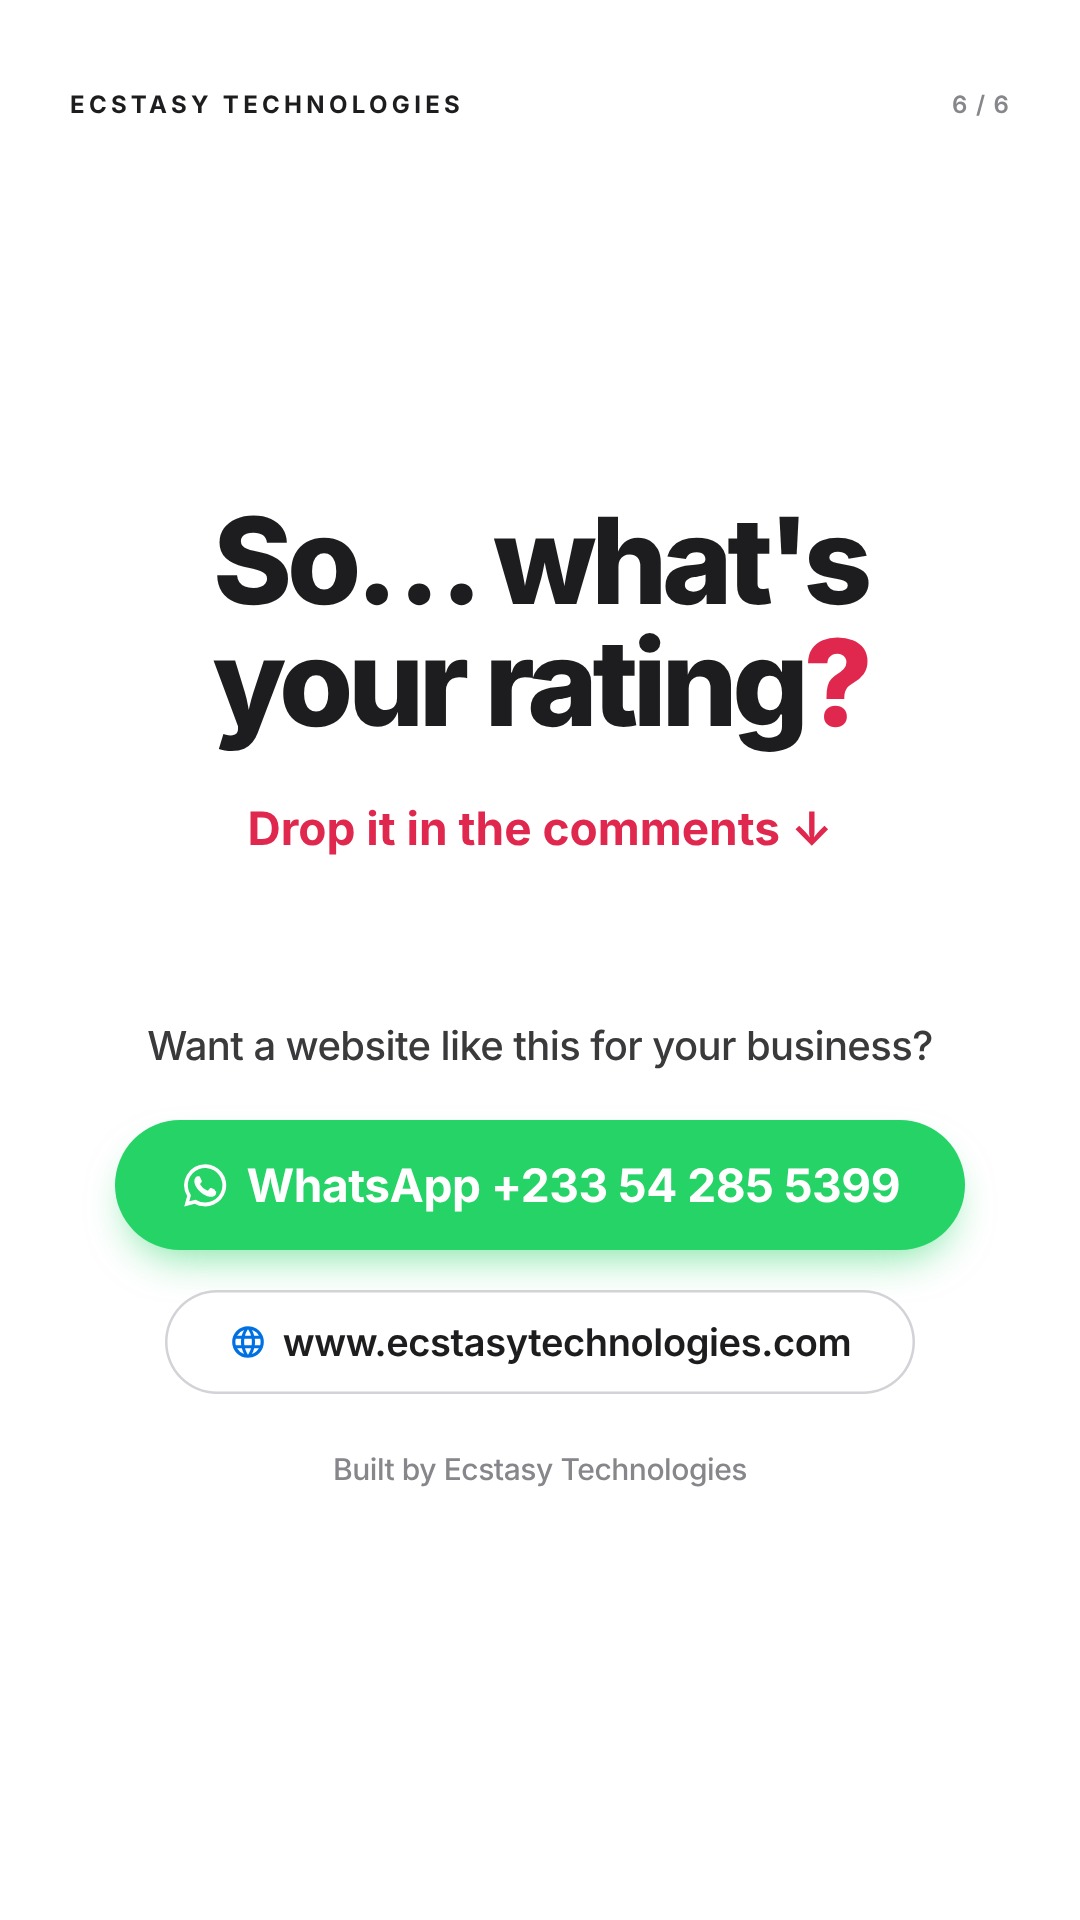 ECSTASY TECHNOLOGIES
6 / 6
So... what's
your rating?
Drop it in the comments ↓
Want a website like this for your business?
WhatsApp +233 54 285 5399
www.ecstasytechnologies.com
Built by Ecstasy Technologies